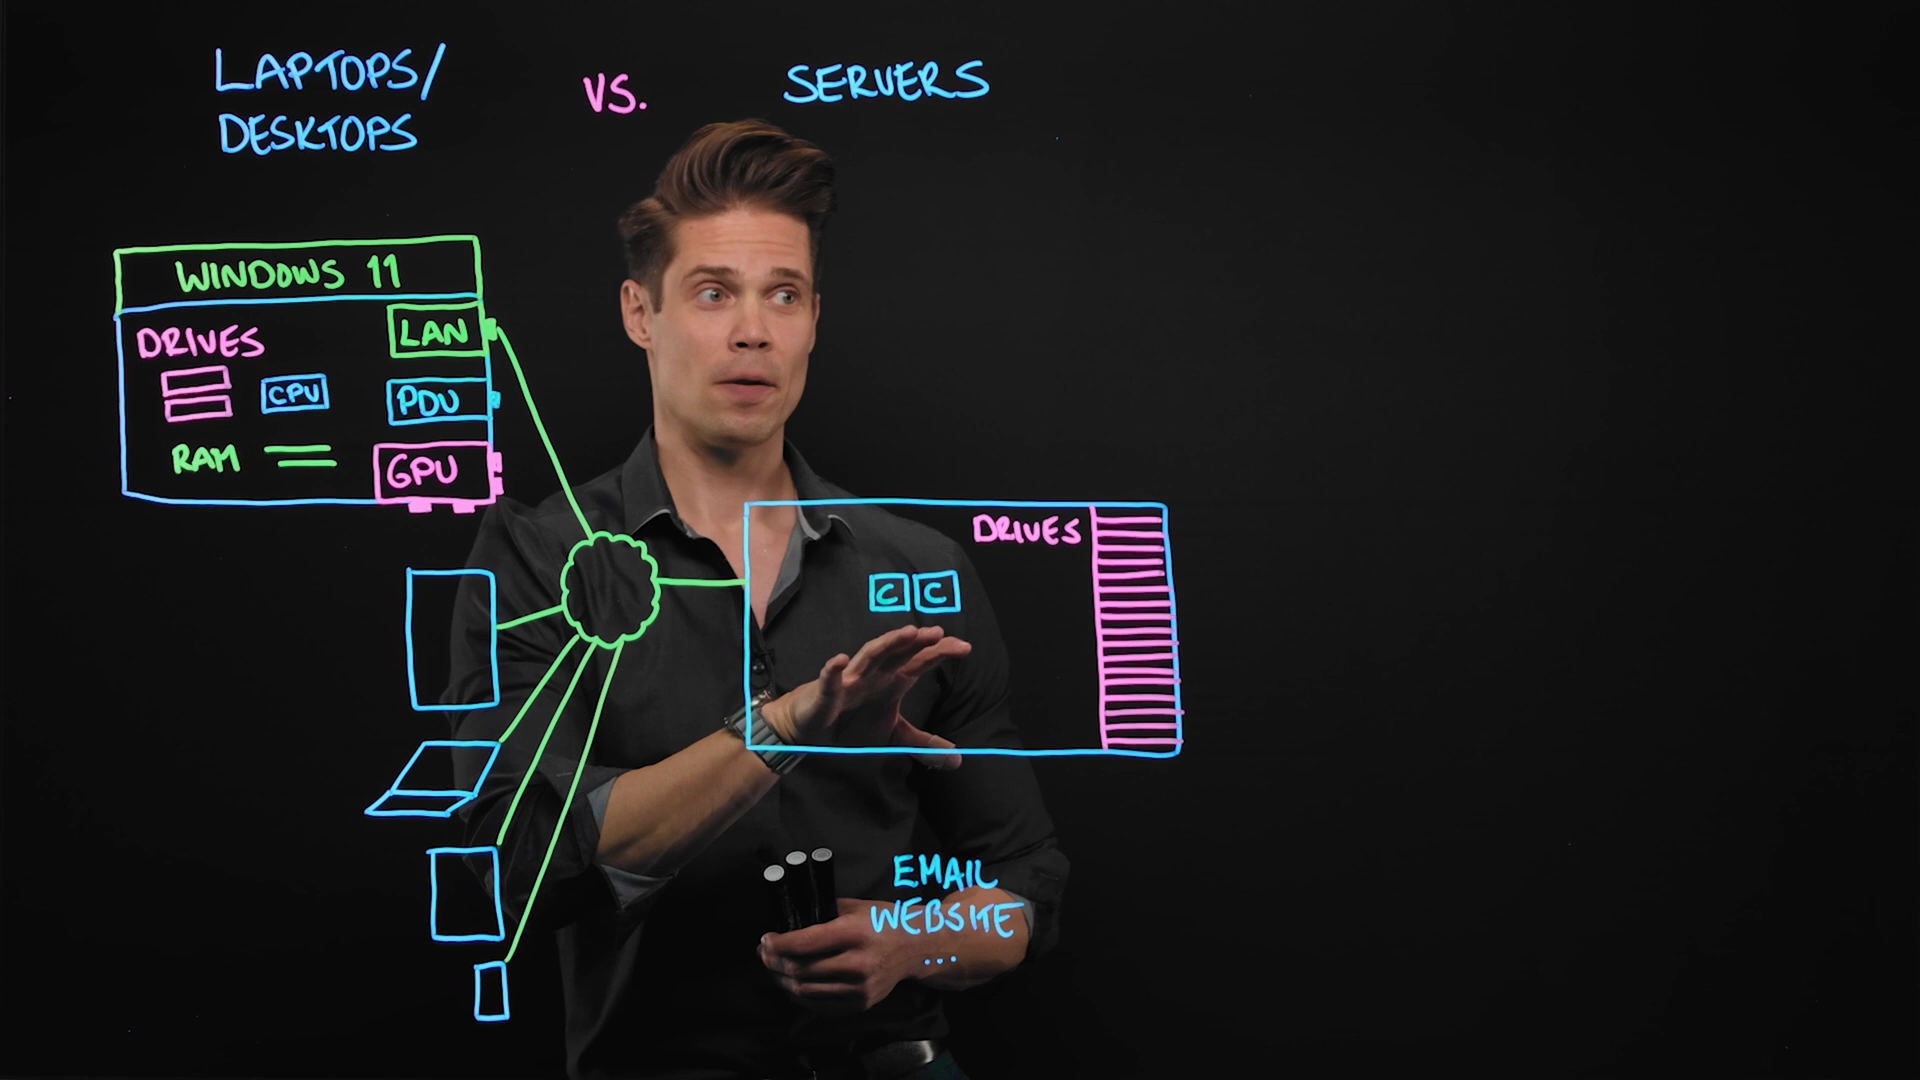 LAPTOPS/
DESKTOPS
VS.
SERVERS
WINDOWS 11
DRIVES
LAN
CPU
PDU
RAM
GPU
DRIVES
C C
EMAIL
WEBSITE
...